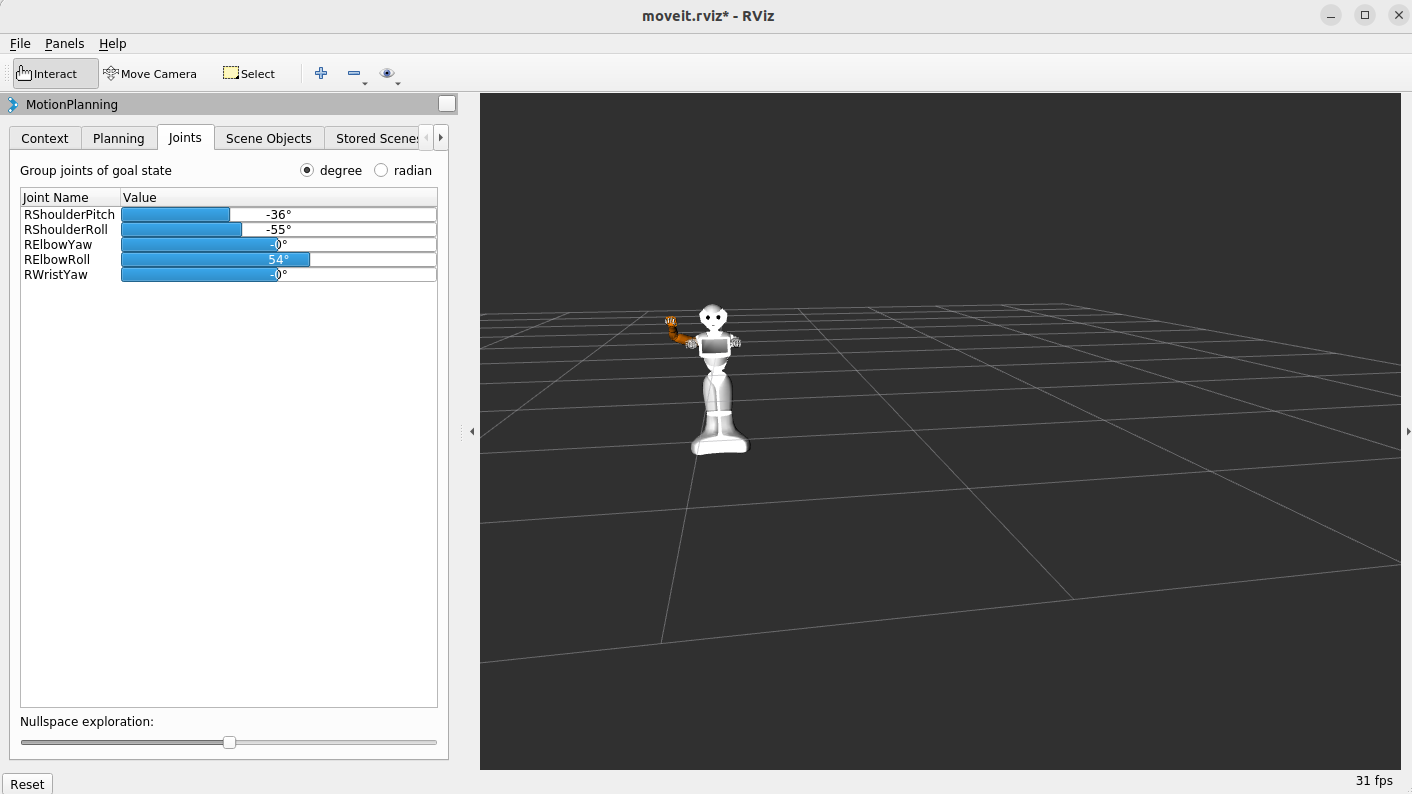 moveit.rviz* - RViz
File Panels Help
Interact Move Camera Select
MotionPlanning
Context Planning Joints Scene Objects Stored Scenes
Group joints of goal state degree radian
Joint Name Value
RShoulderPitch -36°
RShoulderRoll -55°
RElbowYaw -0°
RElbowRoll 54°
RWristYaw -0°
Nullspace exploration:
Reset 31 fps